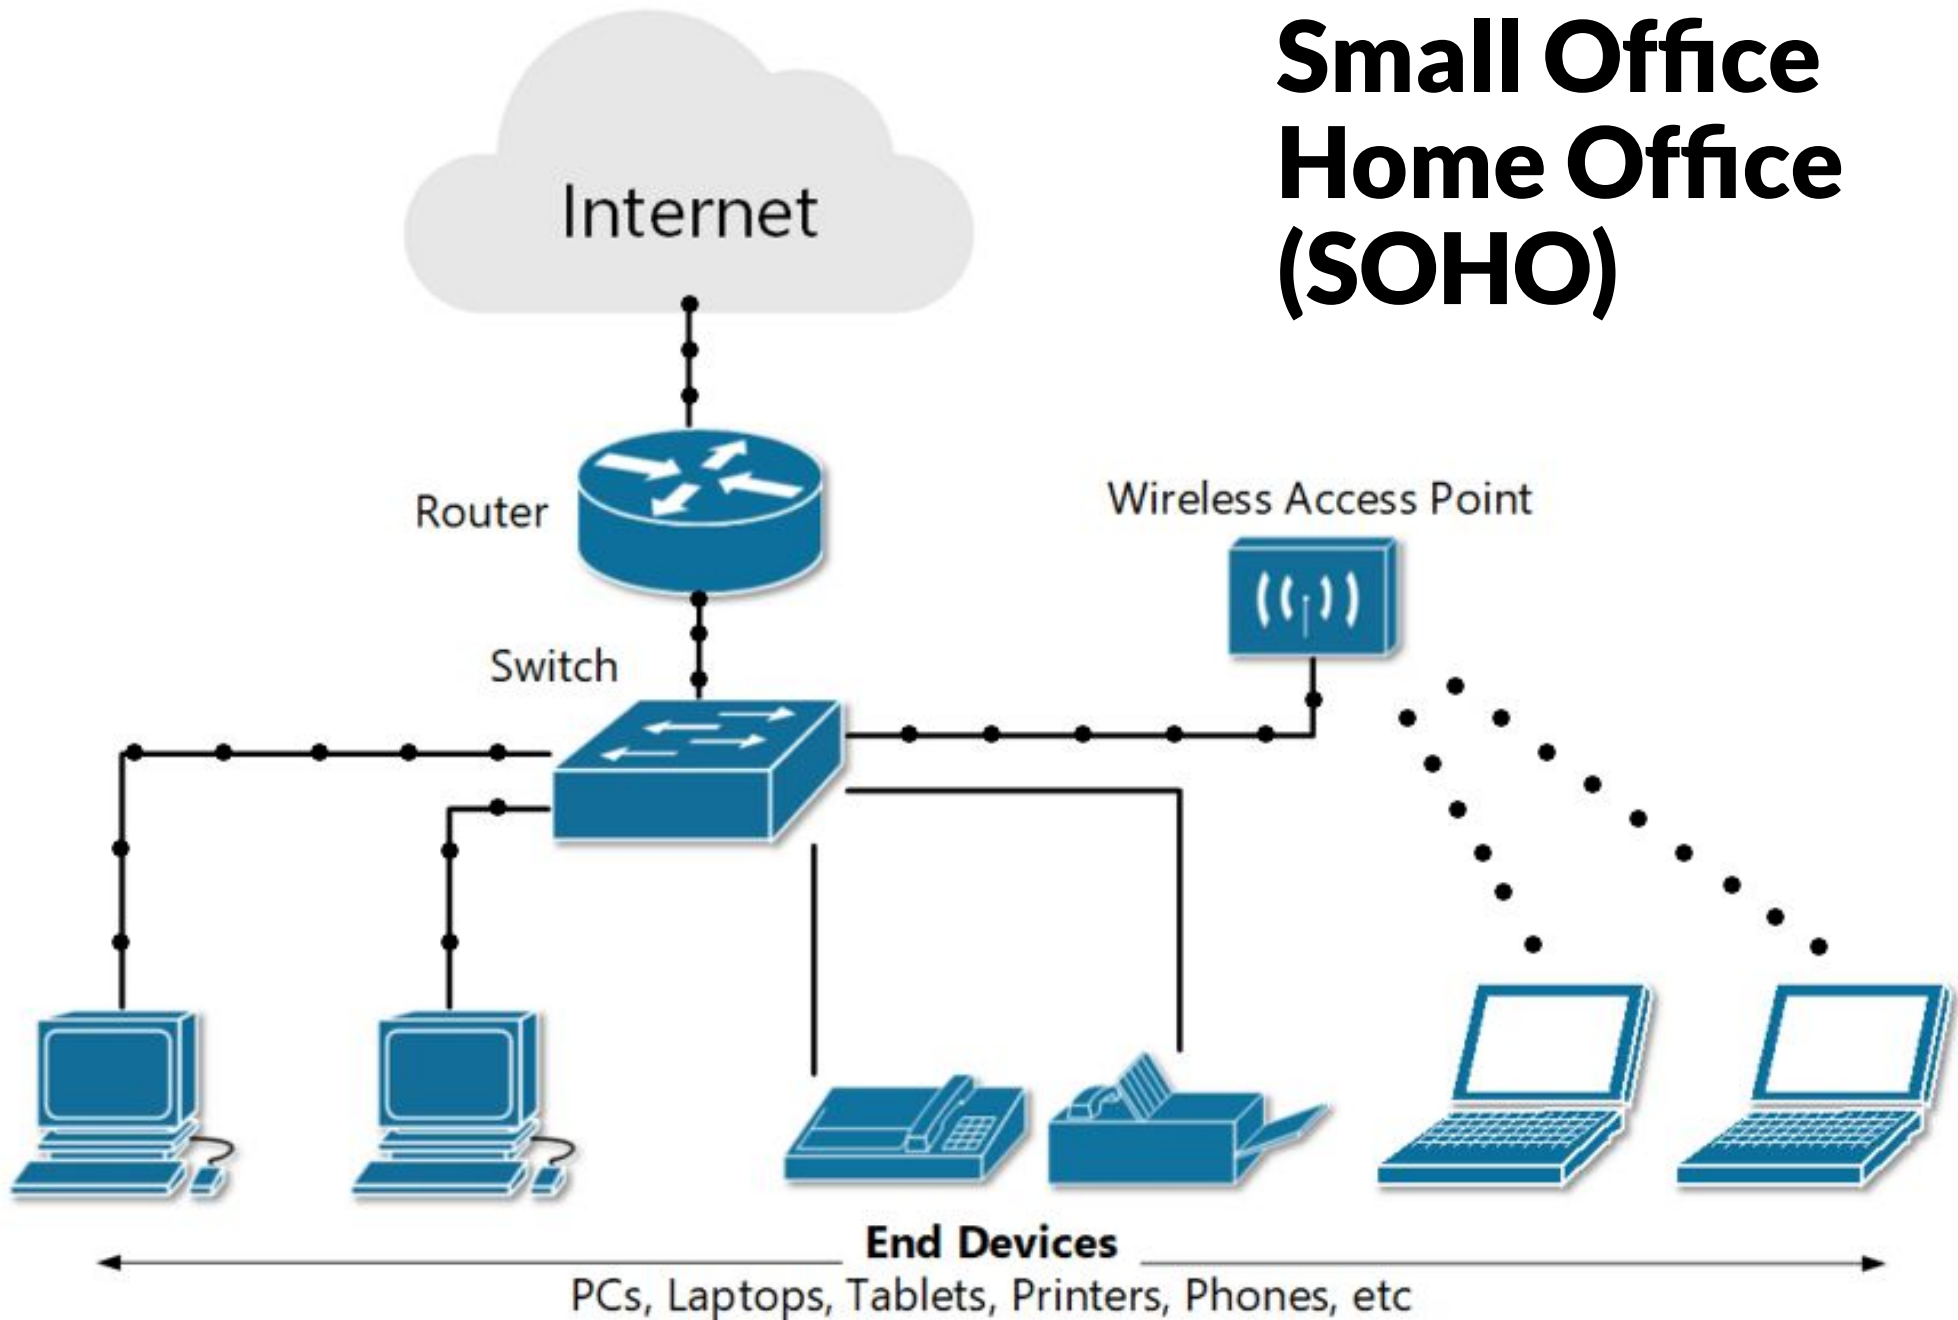 Small Office
Home Office
(SOHO)
Internet
Router
Wireless Access Point
Switch
End Devices
PCs, Laptops, Tablets, Printers, Phones, etc